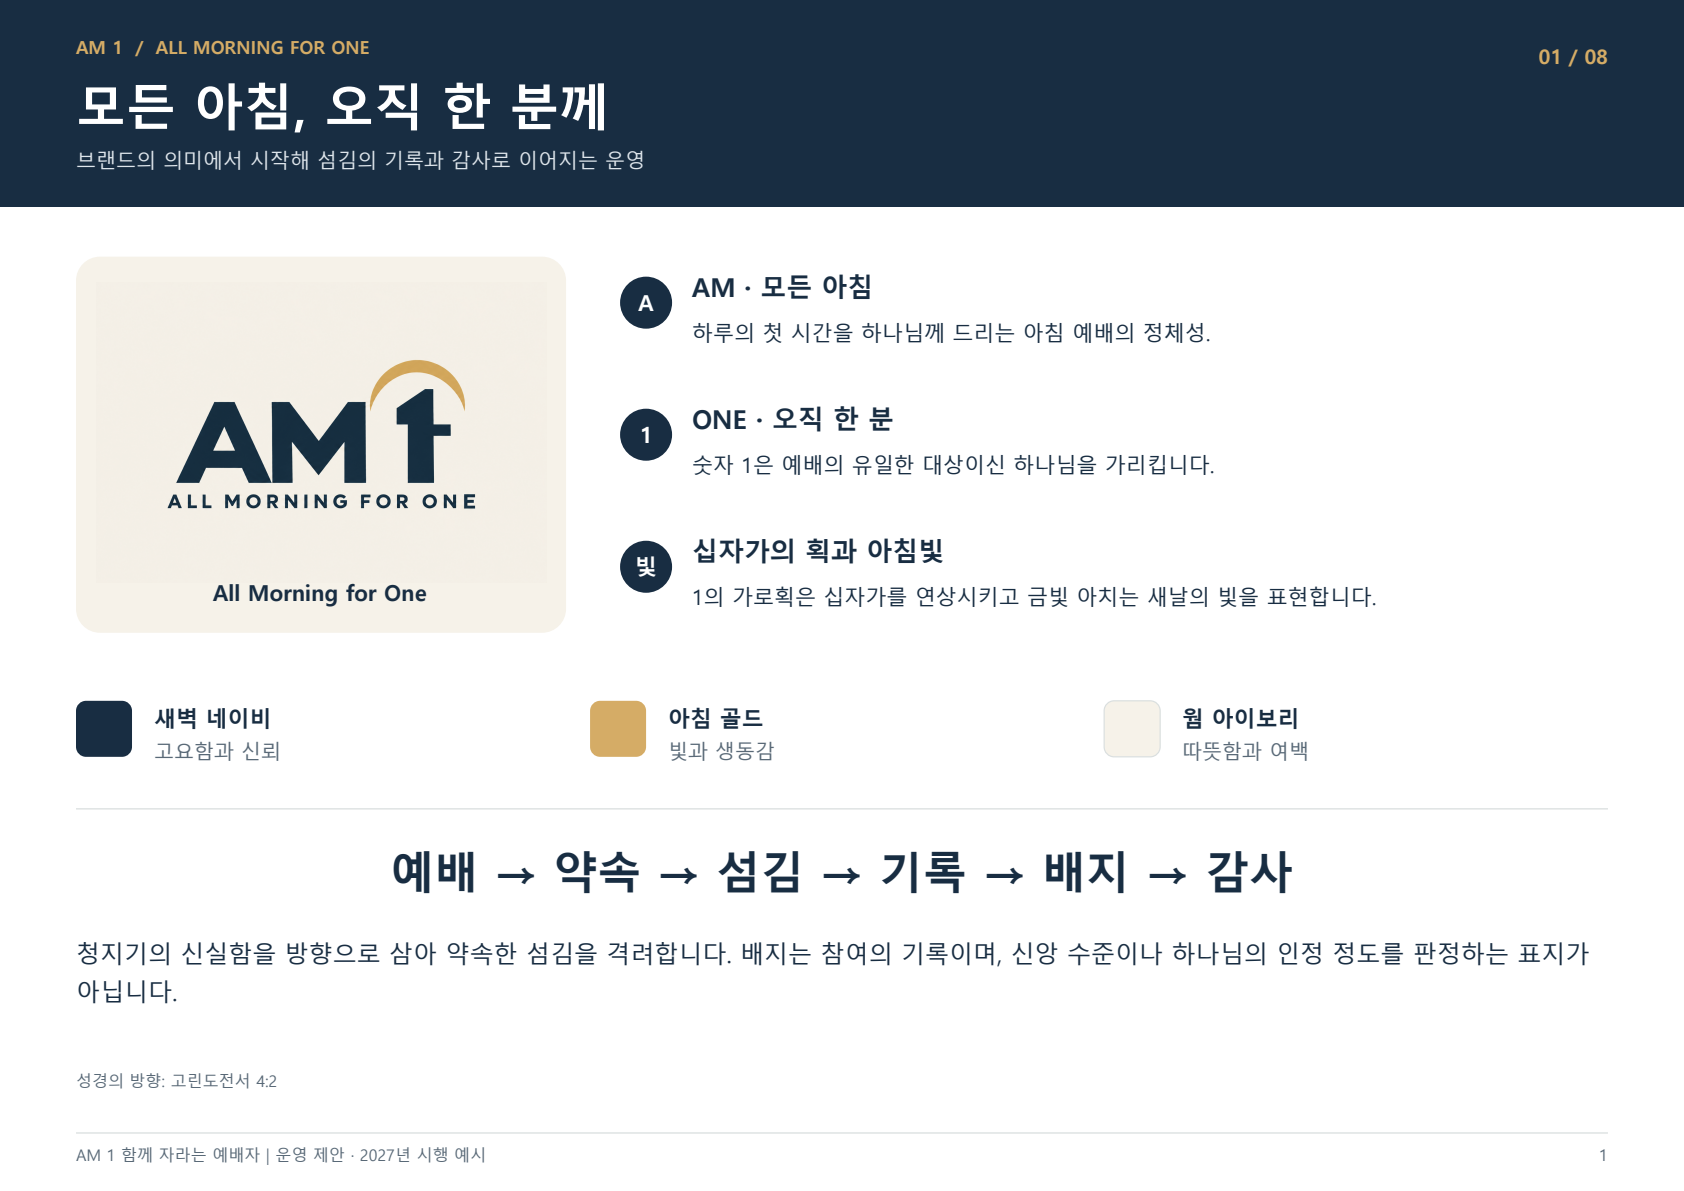 AM 1 / ALL MORNING FOR ONE
01 / 08
모든 아침, 오직 한 분께
브랜드의 의미에서 시작해 섬김의 기록과 감사로 이어지는 운영
AM 1
ALL MORNING FOR ONE
All Morning for One
A
AM · 모든 아침
하루의 첫 시간을 하나님께 드리는 아침 예배의 정체성.
1
ONE · 오직 한 분
숫자 1은 예배의 유일한 대상이신 하나님을 가리킵니다.
빛
십자가의 획과 아침빛
1의 가로획은 십자가를 연상시키고 금빛 아치는 새날의 빛을 표현합니다.
새벽 네이비
고요함과 신뢰
아침 골드
빛과 생동감
웜 아이보리
따뜻함과 여백
예배 → 약속 → 섬김 → 기록 → 배지 → 감사
청지기의 신실함을 방향으로 삼아 약속한 섬김을 격려합니다. 배지는 참여의 기록이며, 신앙 수준이나 하나님의 인정 정도를 판정하는 표지가
아닙니다.
성경의 방향: 고린도전서 4:2
AM 1 함께 자라는 예배자 | 운영 제안 · 2027년 시행 예시
1